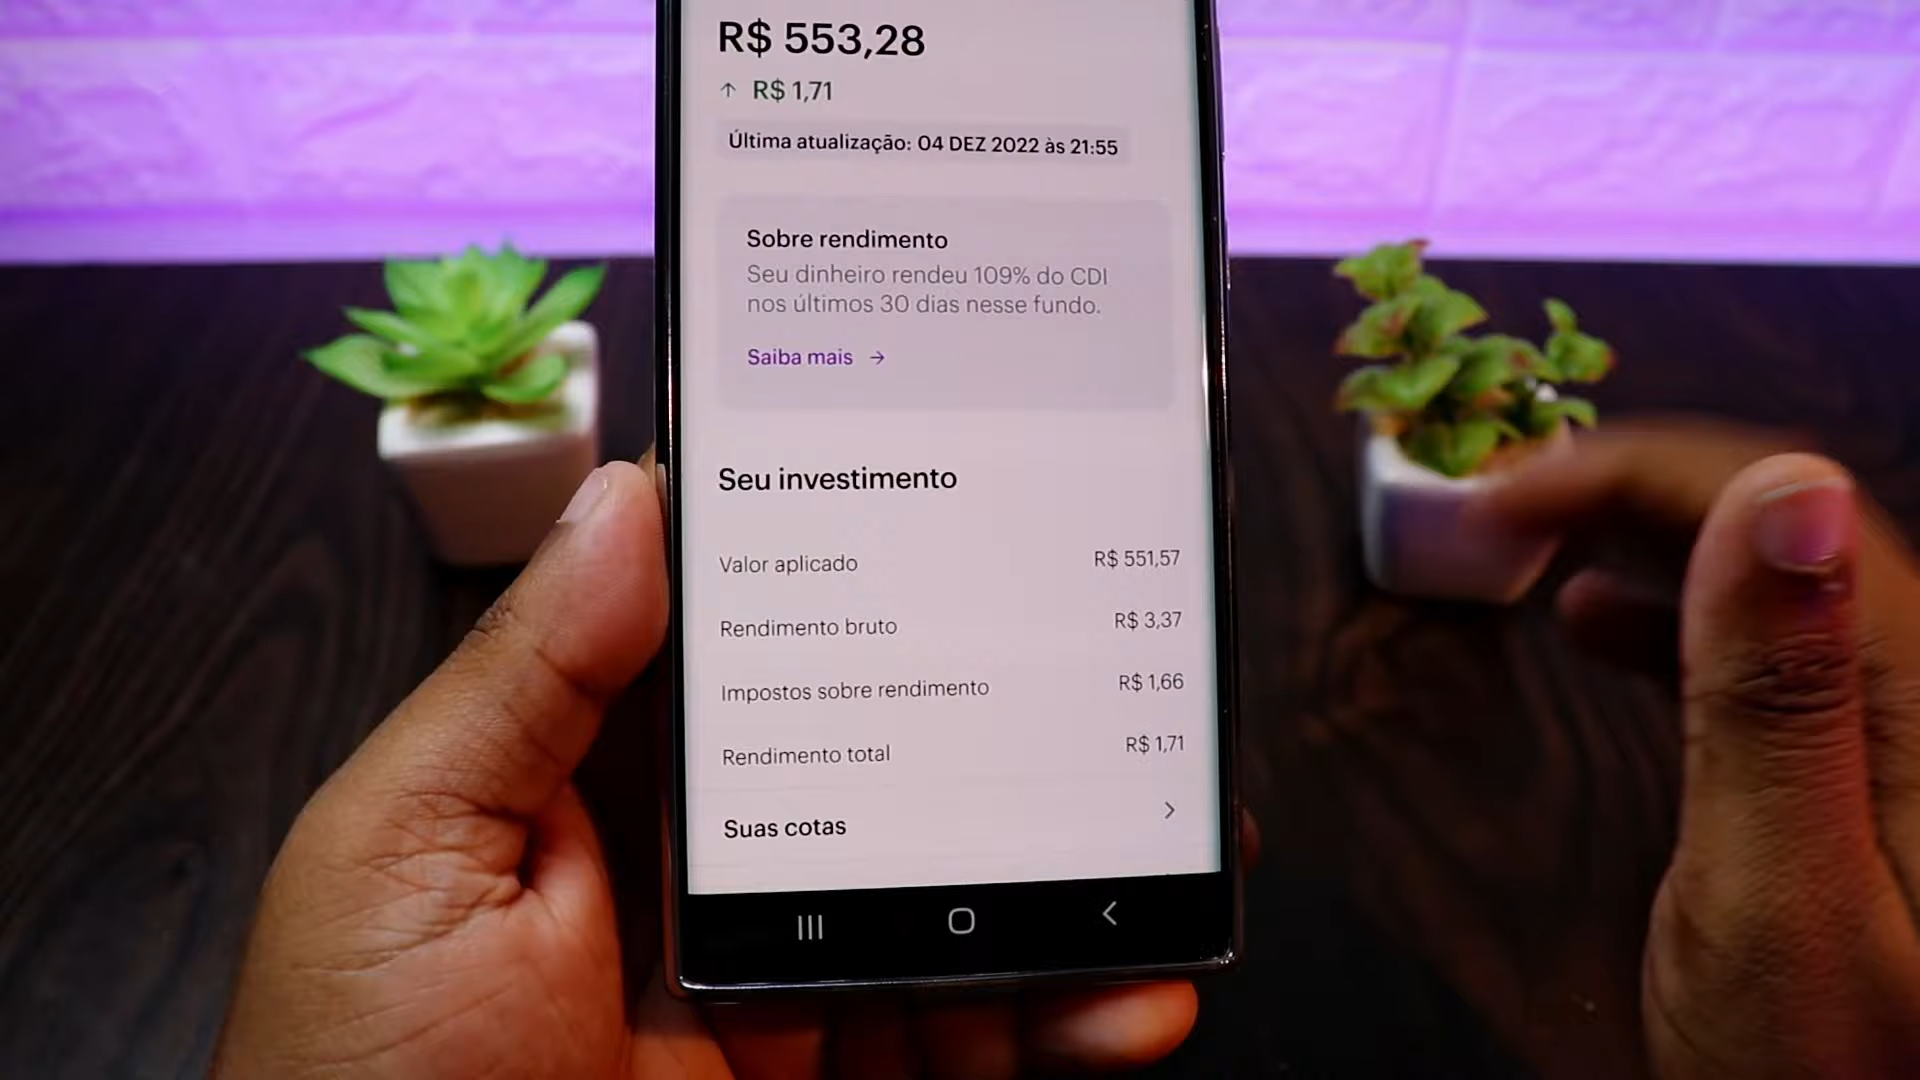 R$ 553,28
↑ R$ 1,71
Última atualização: 04 DEZ 2022 às 21:55
Sobre rendimento
Seu dinheiro rendeu 109% do CDI
nos últimos 30 dias nesse fundo.
Saiba mais →
Seu investimento
Valor aplicado R$ 551,57
Rendimento bruto R$ 3,37
Impostos sobre rendimento R$ 1,66
Rendimento total R$ 1,71
Suas cotas